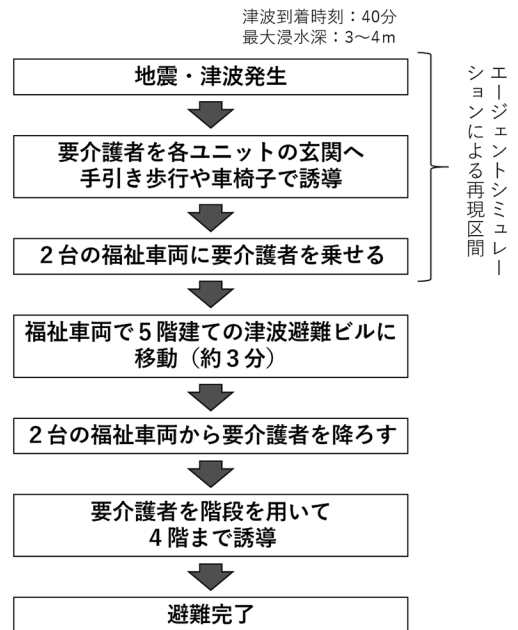 津波到着時刻：40分
最大浸水深：3～4m
地震・津波発生
要介護者を各ユニットの玄関へ
手引き歩行や車椅子で誘導
２台の福祉車両に要介護者を乗せる
福祉車両で５階建ての津波避難ビルに
移動（約３分）
２台の福祉車両から要介護者を降ろす
要介護者を階段を用いて
４階まで誘導
避難完了
エージェントシミュレー
ションによる再現区間